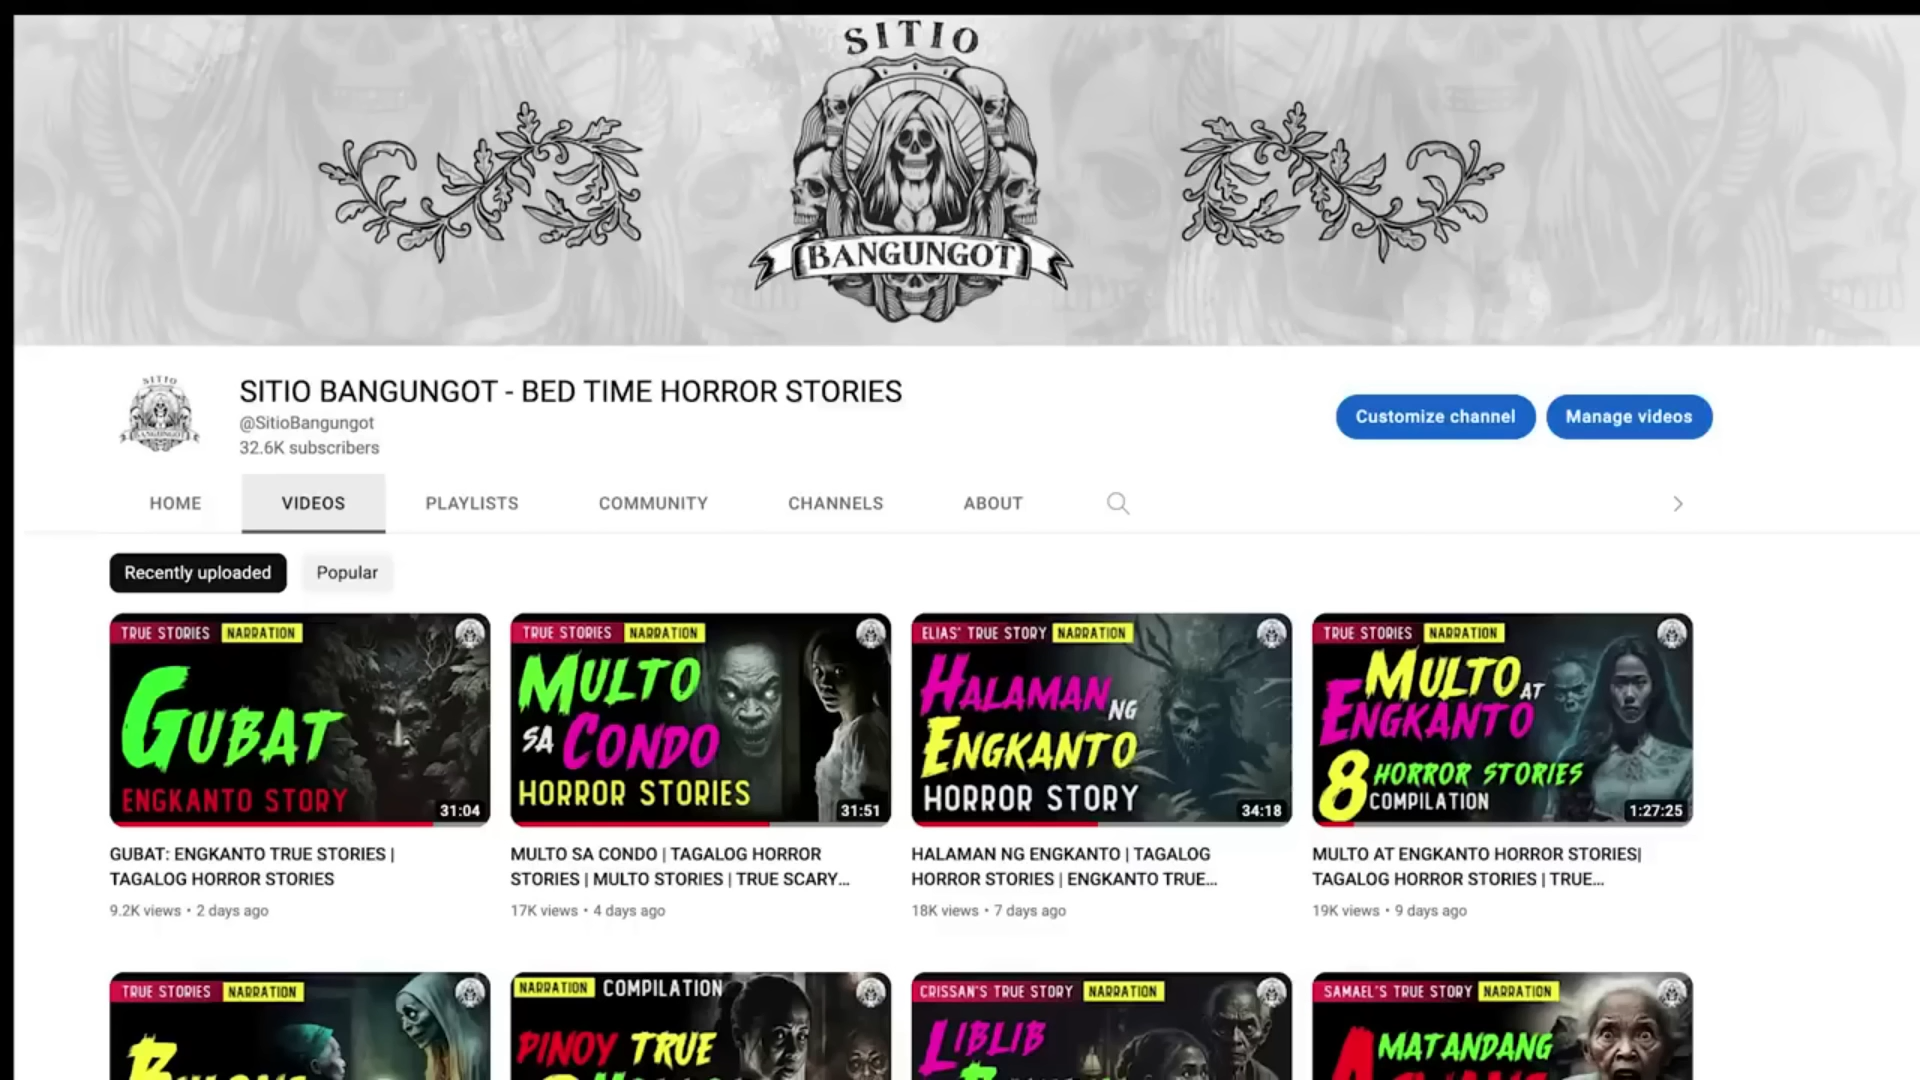 SITIO
BANGUNGOT
SITIO BANGUNGOT - BED TIME HORROR STORIES
@SitioBangungot
32.6K subscribers
Customize channel
Manage videos
HOME
VIDEOS
PLAYLISTS
COMMUNITY
CHANNELS
ABOUT
Recently uploaded
Popular
TRUE STORIES NARRATION
GUBAT
ENGKANTO STORY
31:04
TRUE STORIES NARRATION
MULTO
SA CONDO
HORROR STORIES
31:51
ELIAS' TRUE STORY NARRATION
HALAMAN NG
ENGKANTO
HORROR STORY
34:18
TRUE STORIES NARRATION
MULTO AT
ENGKANTO
8 HORROR STORIES
COMPILATION
1:27:25
GUBAT: ENGKANTO TRUE STORIES |
TAGALOG HORROR STORIES
9.2K views • 2 days ago
MULTO SA CONDO | TAGALOG HORROR
STORIES | MULTO STORIES | TRUE SCARY...
17K views • 4 days ago
HALAMAN NG ENGKANTO | TAGALOG
HORROR STORIES | ENGKANTO TRUE...
18K views • 7 days ago
MULTO AT ENGKANTO HORROR STORIES|
TAGALOG HORROR STORIES | TRUE...
19K views • 9 days ago
TRUE STORIES NARRATION
NARRATION COMPILATION
PINOY TRUE
CRISSAN'S TRUE STORY NARRATION
LIBLIB
SAMAEL'S TRUE STORY NARRATION
MATANDANG